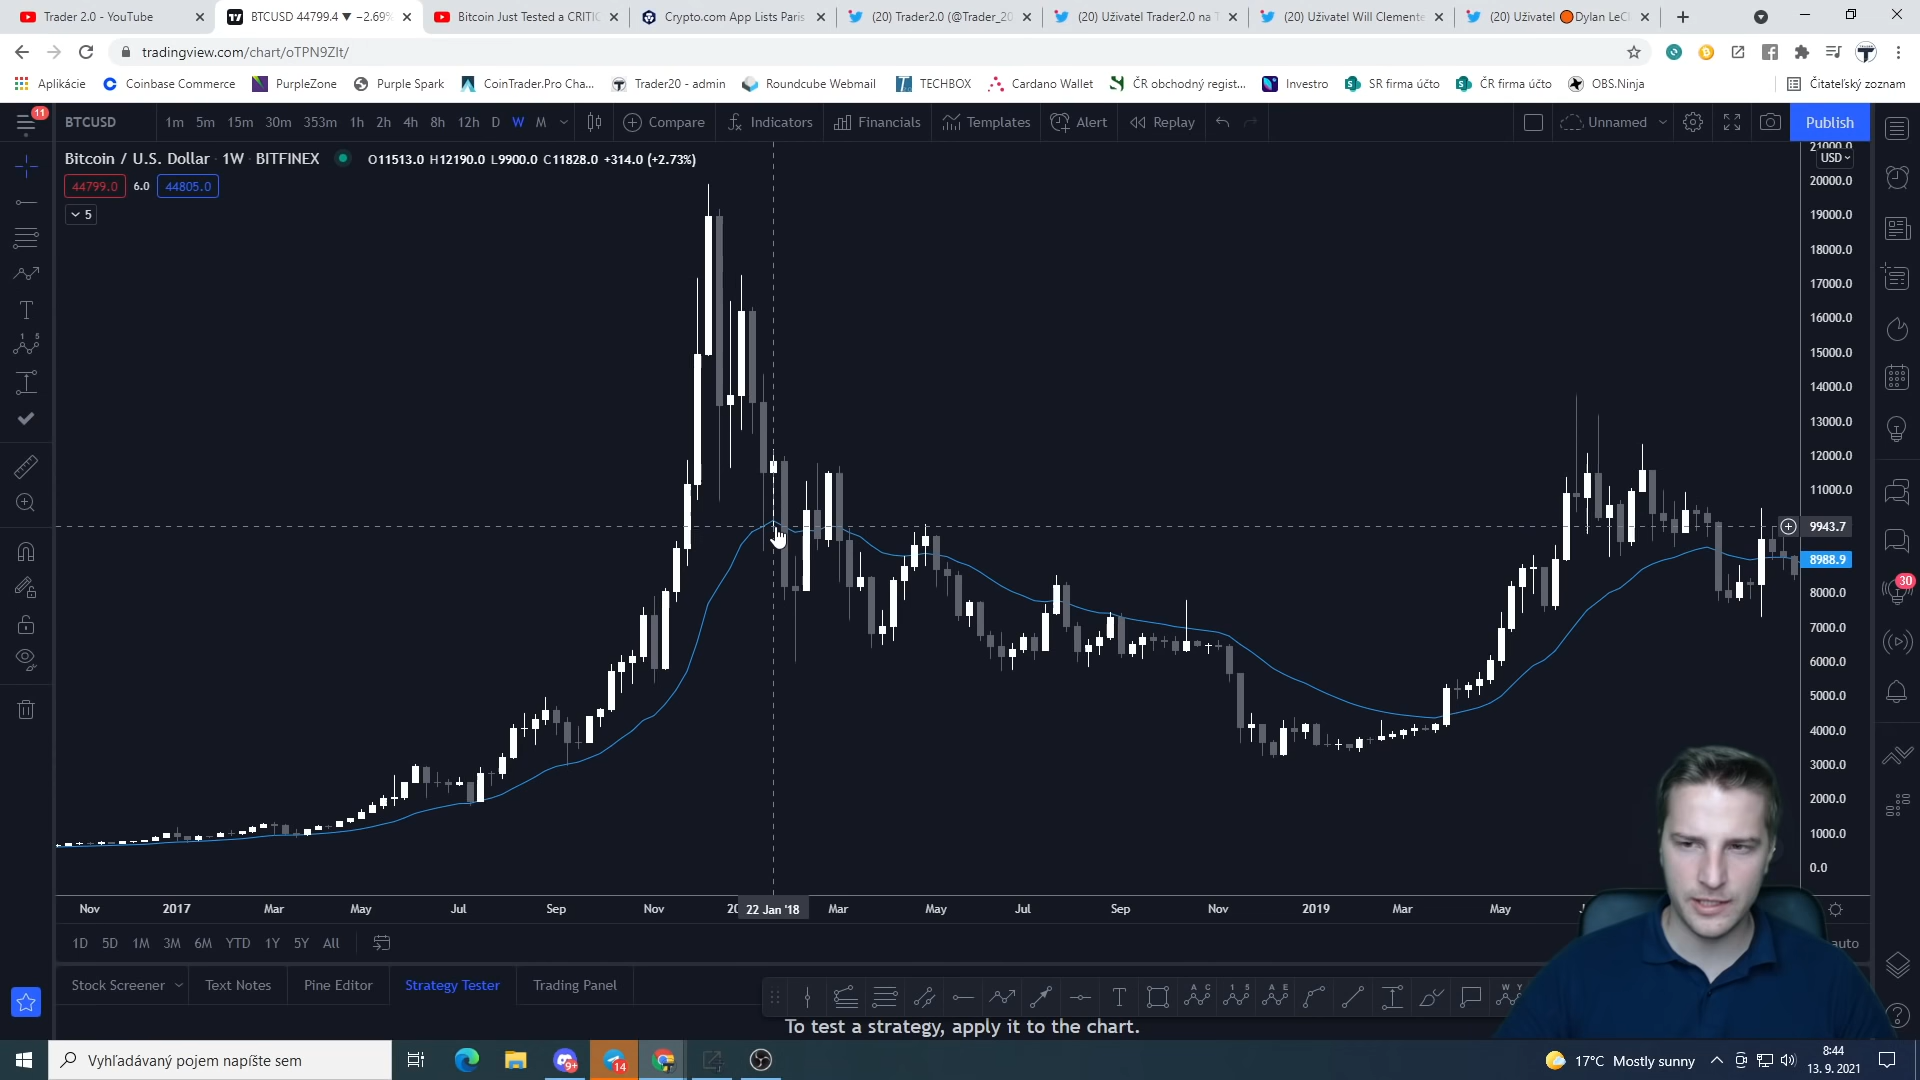 Trader 2.0 - YouTube
BTCUSD 44799.4 ▼ −2.69%
Bitcoin Just Tested a CRITIC
Crypto.com App Lists Paris
(20) Trader2.0 (@Trader_20
(20) Uživatel Trader2.0 na T
(20) Uživatel Will Clemente
(20) Uživatel 🟠Dylan LeCl
tradingview.com/chart/oTPN9ZIt/
Aplikácie
Coinbase Commerce
PurpleZone
Purple Spark
CoinTrader.Pro Cha...
Trader20 - admin
Roundcube Webmail
TECHBOX
Cardano Wallet
ČR obchodný regist...
Investro
SR firma účto
ČR firma účto
OBS.Ninja
Čitateľský zoznam
11
BTCUSD
1m 5m 15m 30m 353m 1h 2h 4h 8h 12h D W M
Compare
Indicators
Financials
Templates
Alert
Replay
Unnamed
Publish
Bitcoin / U.S. Dollar · 1W · BITFINEX
O11513.0 H12190.0 L9900.0 C11828.0 +314.0 (+2.73%)
44799.0 6.0 44805.0
5
21000.0
USD
20000.0
19000.0
18000.0
17000.0
16000.0
15000.0
14000.0
13000.0
12000.0
11000.0
9943.7
8988.9
8000.0
7000.0
6000.0
5000.0
4000.0
3000.0
2000.0
1000.0
0.0
30
Nov 2017 Mar May Jul Sep Nov 22 Jan '18 Mar May Jul Sep Nov 2019 Mar May
1D 5D 1M 3M 6M YTD 1Y 5Y All
auto
Stock Screener
Text Notes
Pine Editor
Strategy Tester
Trading Panel
To test a strategy, apply it to the chart.
Vyhľadávaný pojem napíšte sem
9+
14
17°C Mostly sunny
8:44
13. 9. 2021